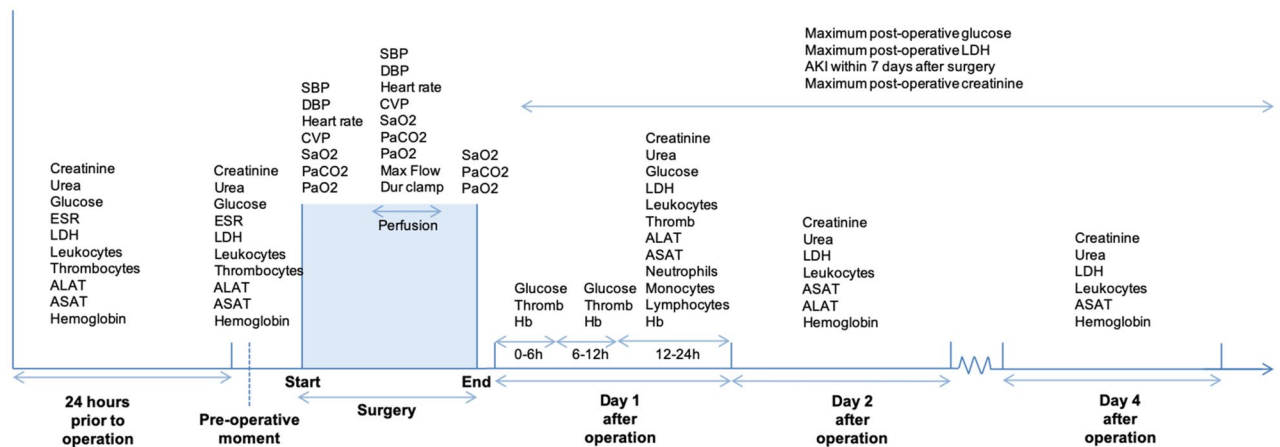 Maximum post-operative glucose
Maximum post-operative LDH
AKI within 7 days after surgery
Maximum post-operative creatinine
Creatinine
Urea
Glucose
ESR
LDH
Leukocytes
Thrombocytes
ALAT
ASAT
Hemoglobin
Creatinine
Urea
Glucose
ESR
LDH
Leukocytes
Thrombocytes
ALAT
ASAT
Hemoglobin
SBP
DBP
Heart rate
CVP
SaO2
PaCO2
PaO2
SBP
DBP
Heart rate
CVP
SaO2
PaCO2
PaO2
Max Flow
Dur clamp
Perfusion
SaO2
PaCO2
PaO2
Glucose
Thromb
Hb
0-6h
Glucose
Thromb
Hb
6-12h
Creatinine
Urea
Glucose
LDH
Leukocytes
Thromb
ALAT
ASAT
Neutrophils
Monocytes
Lymphocytes
Hb
12-24h
Creatinine
Urea
LDH
Leukocytes
ASAT
ALAT
Hemoglobin
Creatinine
Urea
LDH
Leukocytes
ASAT
Hemoglobin
24 hours
prior to
operation
Pre-operative
moment
Start
End
Surgery
Day 1
after
operation
Day 2
after
operation
Day 4
after
operation